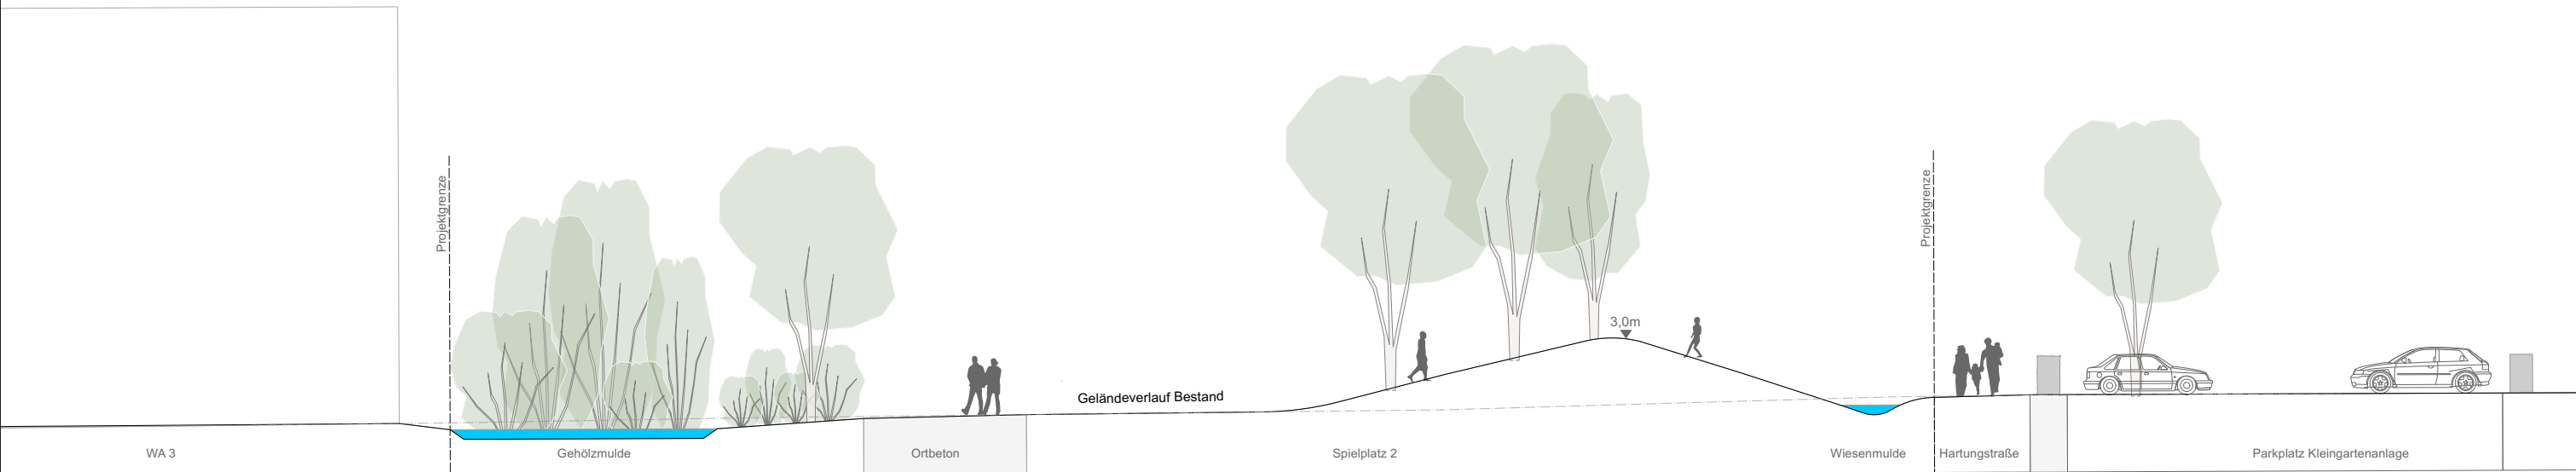 Projektgrenze
Projektgrenze
3,0m
Geländeverlauf Bestand
WA 3
Gehölzmulde
Ortbeton
Spielplatz 2
Wiesenmulde
Hartungstraße
Parkplatz Kleingartenanlage